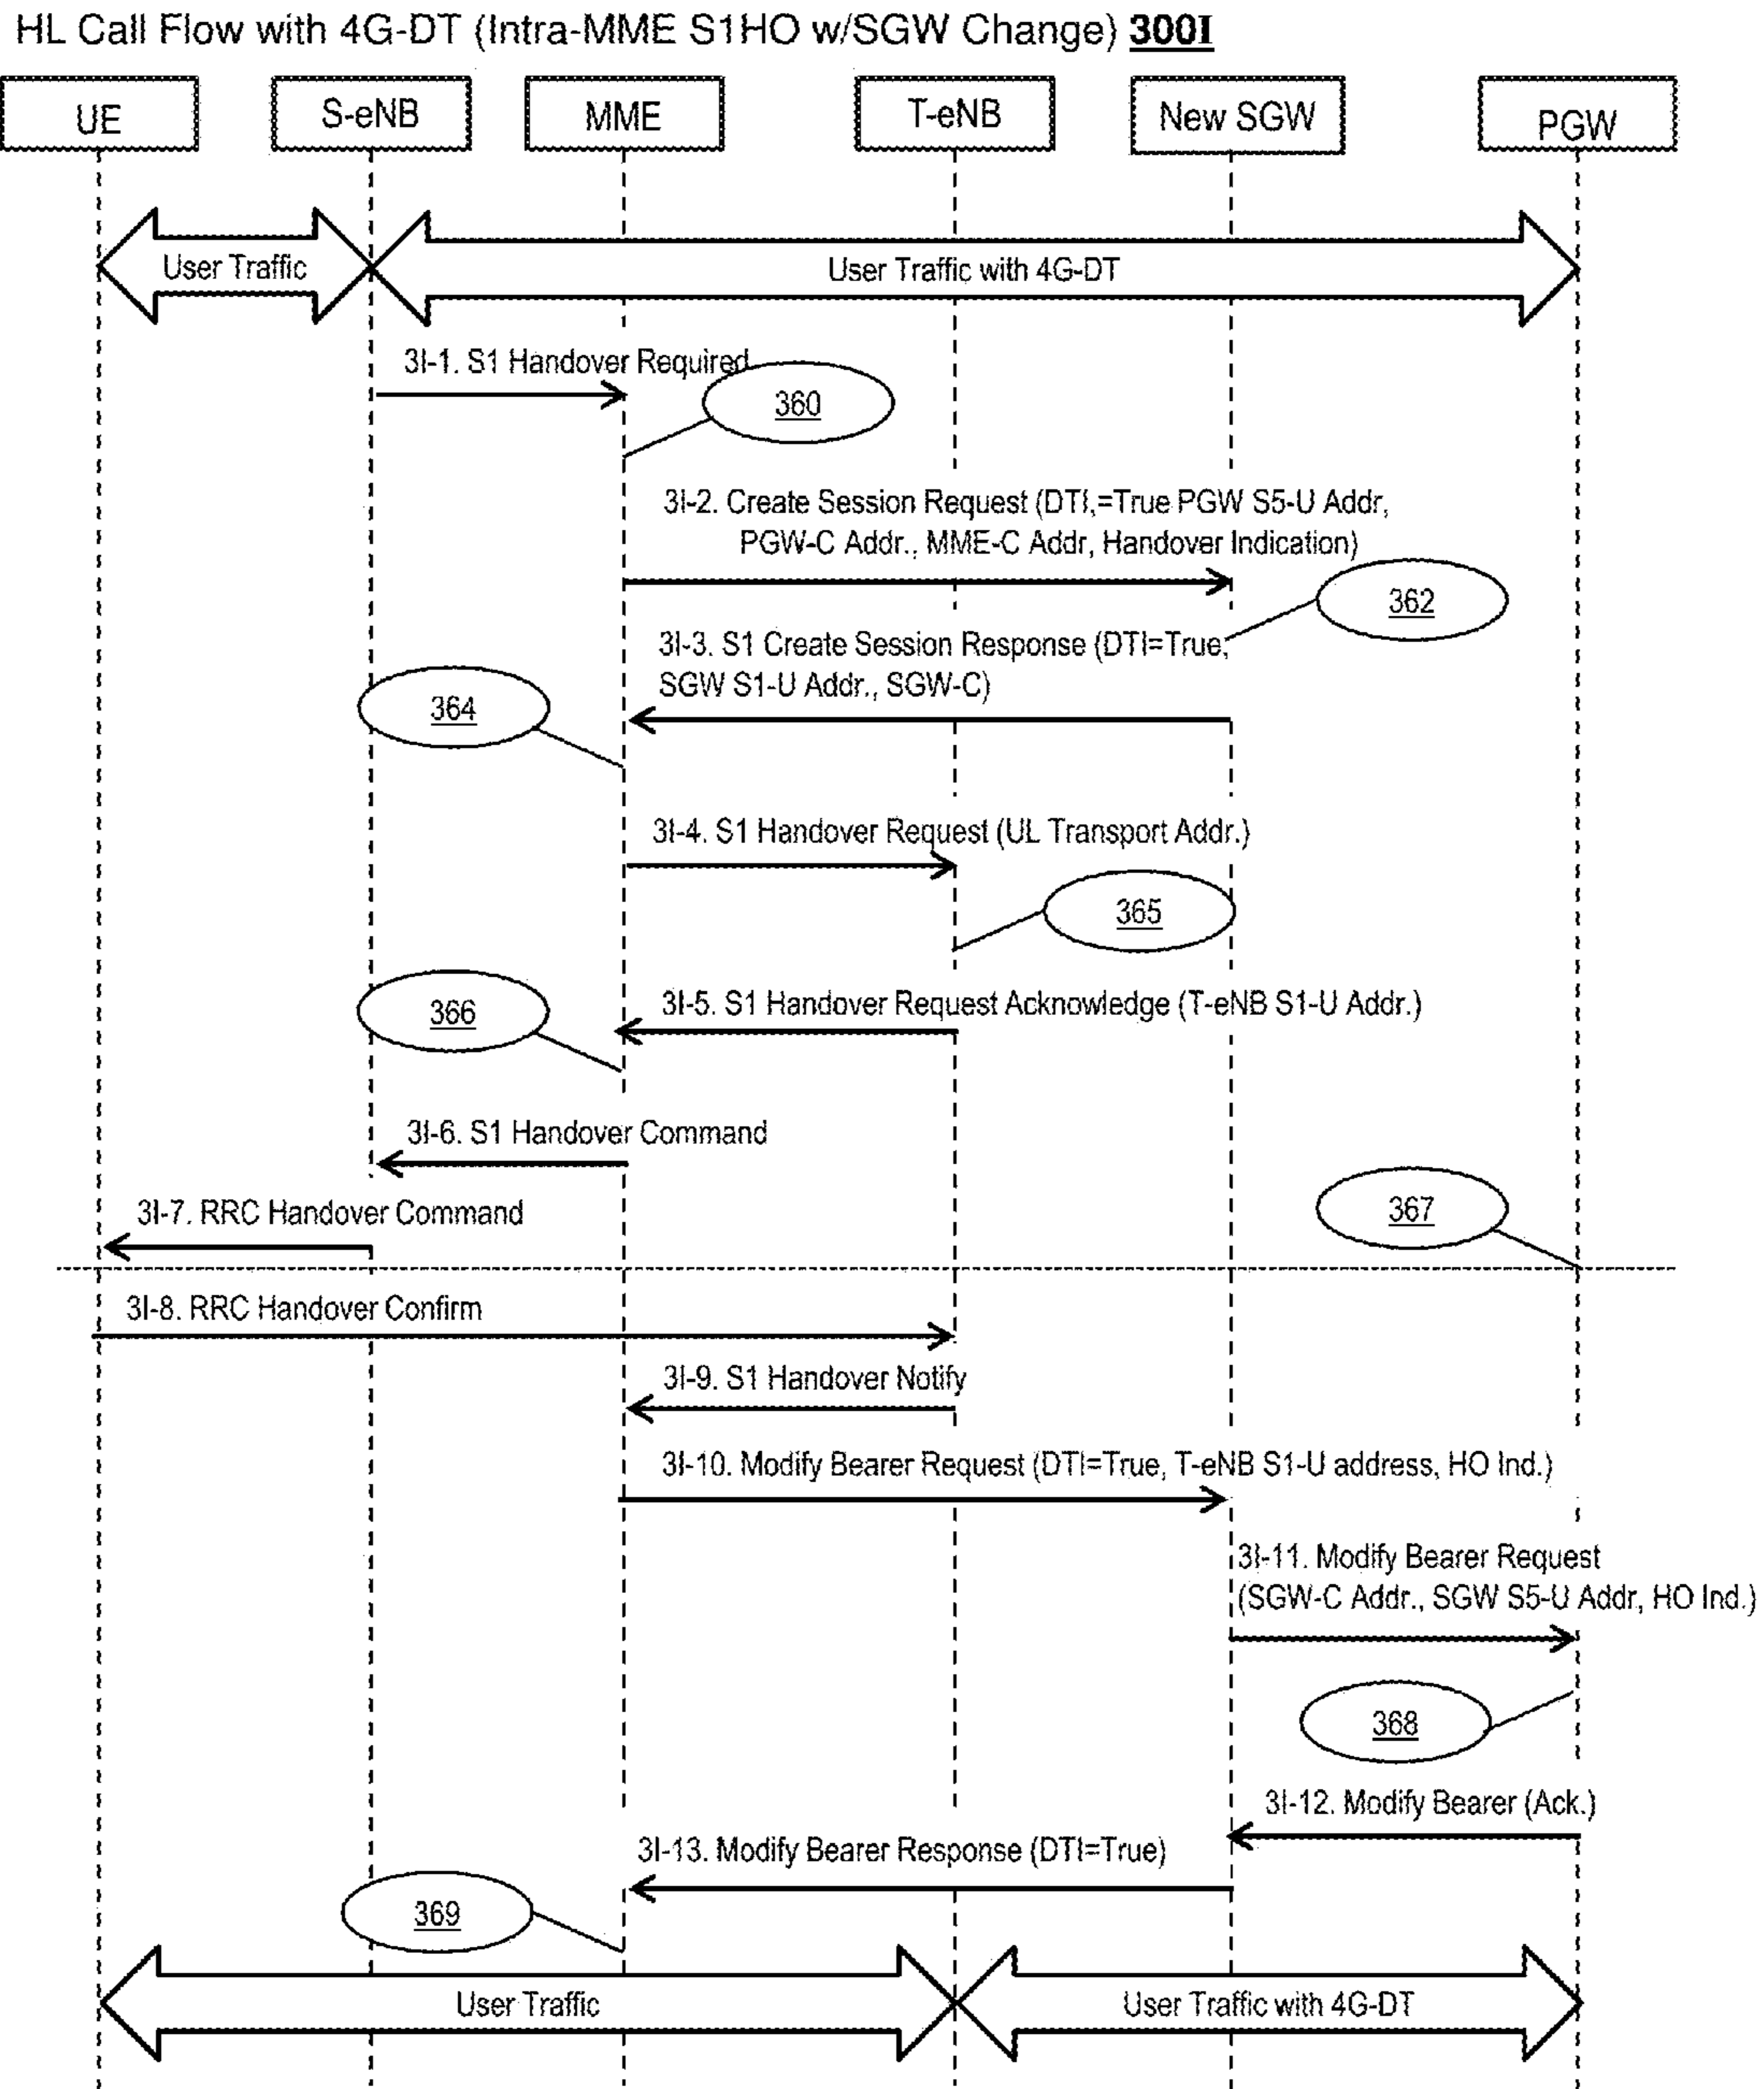 HL Call Flow with 4G-DT (Intra-MME S1HO w/SGW Change) 300I
UE
S-eNB
MME
T-eNB
New SGW
PGW
User Traffic
User Traffic with 4G-DT
3I-1. S1 Handover Required
360
3I-2. Create Session Request (DTI,=True PGW S5-U Addr,
PGW-C Addr., MME-C Addr, Handover Indication)
362
3I-3. S1 Create Session Response (DTI=True,
SGW S1-U Addr., SGW-C)
364
3I-4. S1 Handover Request (UL Transport Addr.)
365
3I-5. S1 Handover Request Acknowledge (T-eNB S1-U Addr.)
366
3I-6. S1 Handover Command
3I-7. RRC Handover Command
367
3I-8. RRC Handover Confirm
3I-9. S1 Handover Notify
3I-10. Modify Bearer Request (DTI=True, T-eNB S1-U address, HO Ind.)
3I-11. Modify Bearer Request
(SGW-C Addr., SGW S5-U Addr, HO Ind.)
368
3I-12. Modify Bearer (Ack.)
3I-13. Modify Bearer Response (DTI=True)
369
User Traffic
User Traffic with 4G-DT